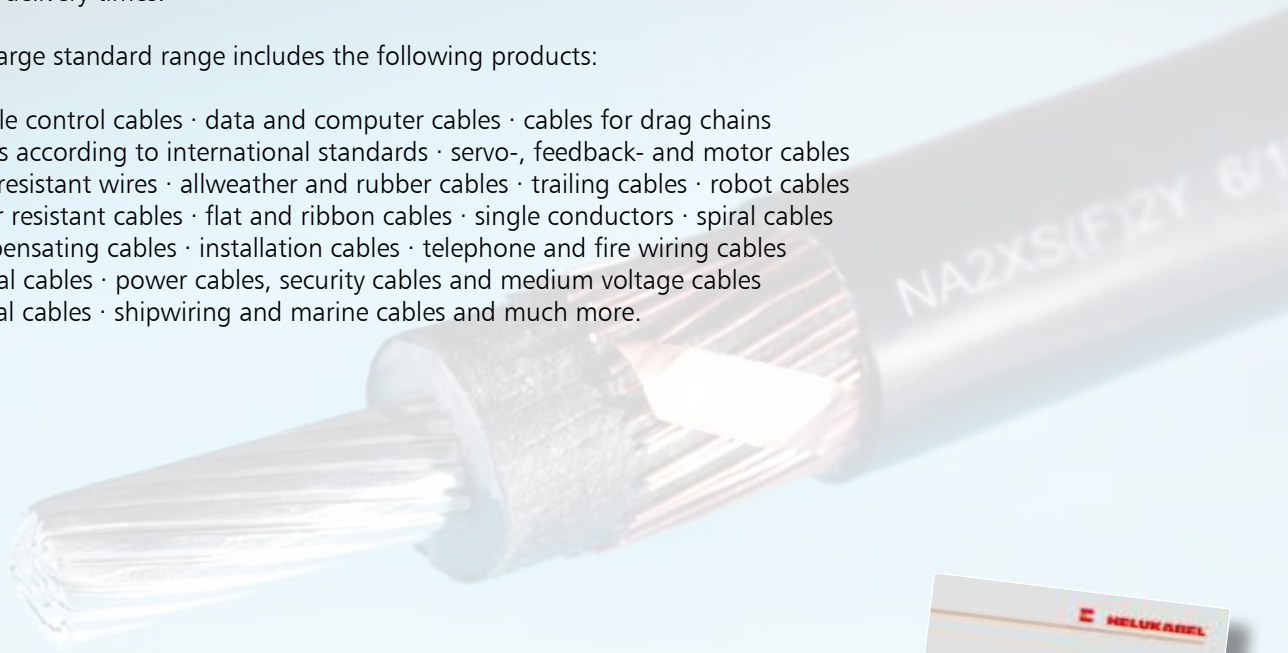 delivery times.
arge standard range includes the following products:
le control cables · data and computer cables · cables for drag chains
s according to international standards · servo-, feedback- and motor cables
resistant wires · allweather and rubber cables · trailing cables · robot cables
r resistant cables · flat and ribbon cables · single conductors · spiral cables
pensating cables · installation cables · telephone and fire wiring cables
al cables · power cables, security cables and medium voltage cables
al cables · shipwiring and marine cables and much more.
NA2XS(F)2Y 6/1
HELUKABEL